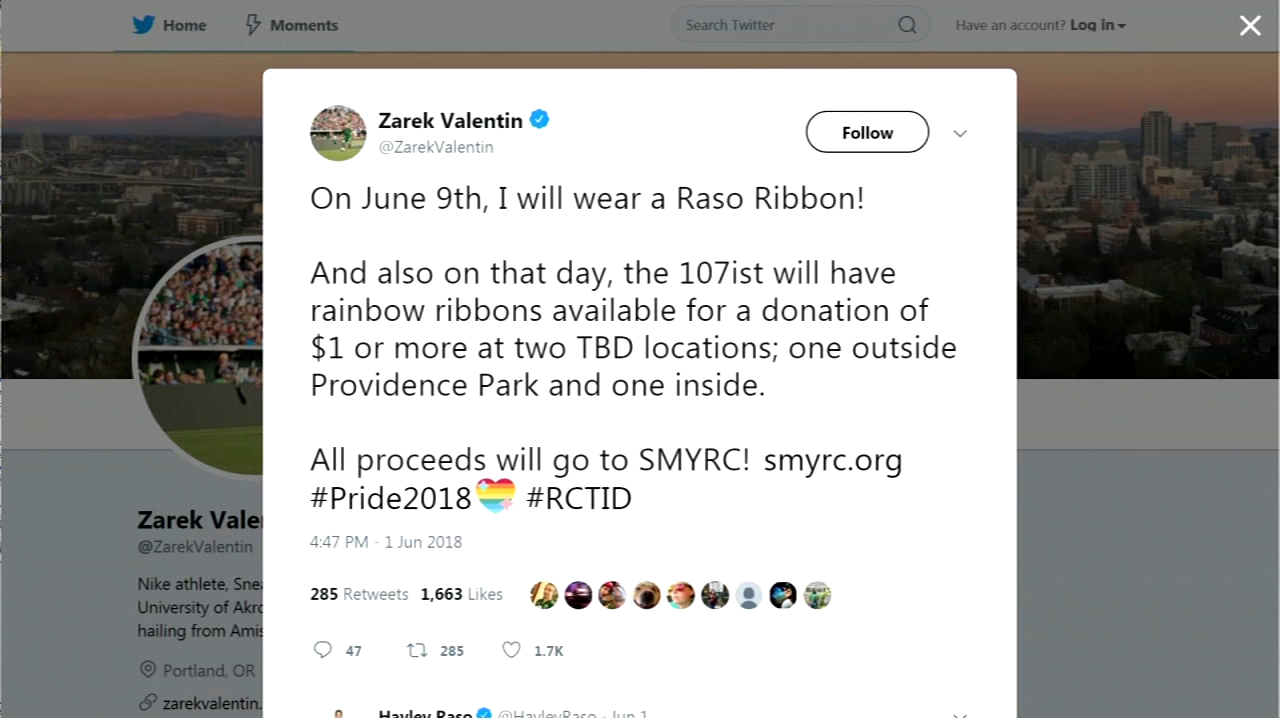 Home
Moments
Search Twitter
Have an account? Log in
Zarek Valentin
@ZarekValentin
Follow
On June 9th, I will wear a Raso Ribbon!
And also on that day, the 107ist will have
rainbow ribbons available for a donation of
$1 or more at two TBD locations; one outside
Providence Park and one inside.
All proceeds will go to SMYRC! smyrc.org
#Pride2018 #RCTID
4:47 PM - 1 Jun 2018
285 Retweets 1,663 Likes
47 285 1.7K
Hayley Raso @HayleyRaso · Jun 1
Zarek Vale
@ZarekValentin
Nike athlete, Snea
University of Akro
hailing from Amis
Portland, OR
zarekvalentin.